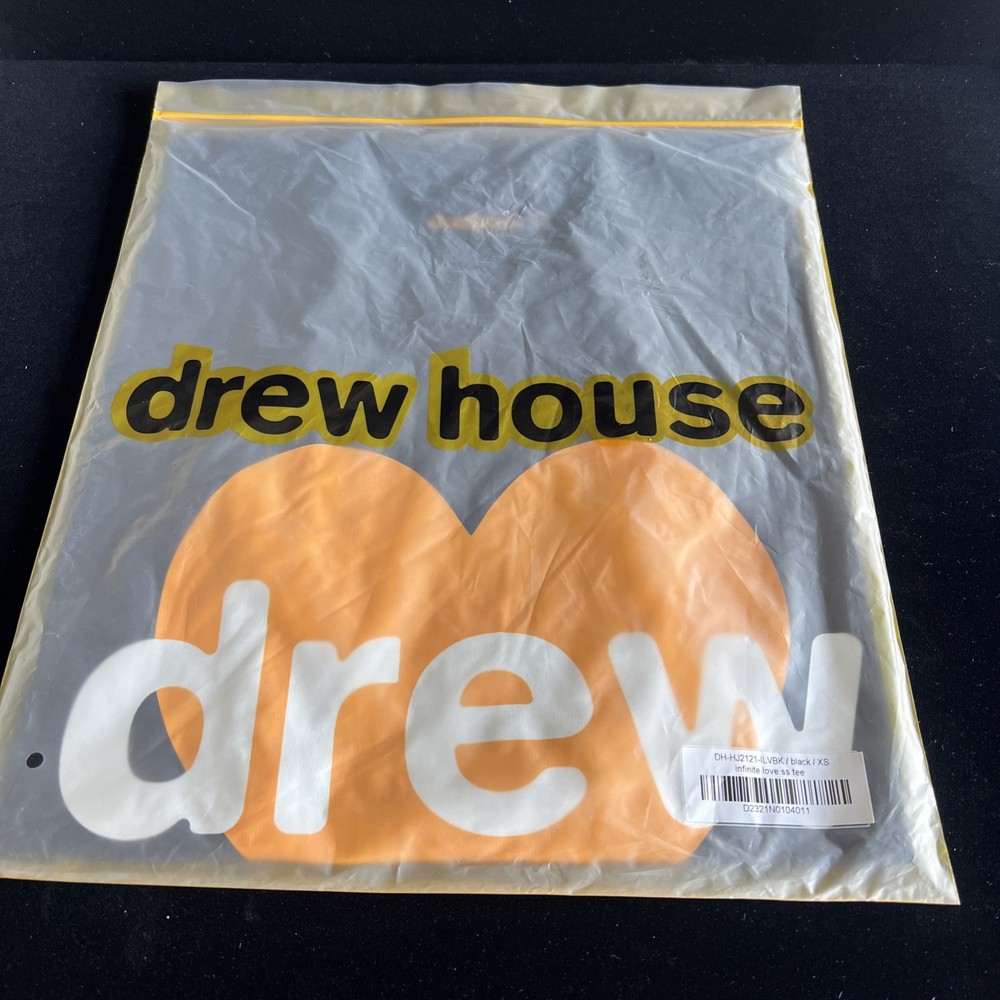 drew house
drew
DH-HJ2121-ILVBK / black / XS
infinite love ss tee
D2321N0104011